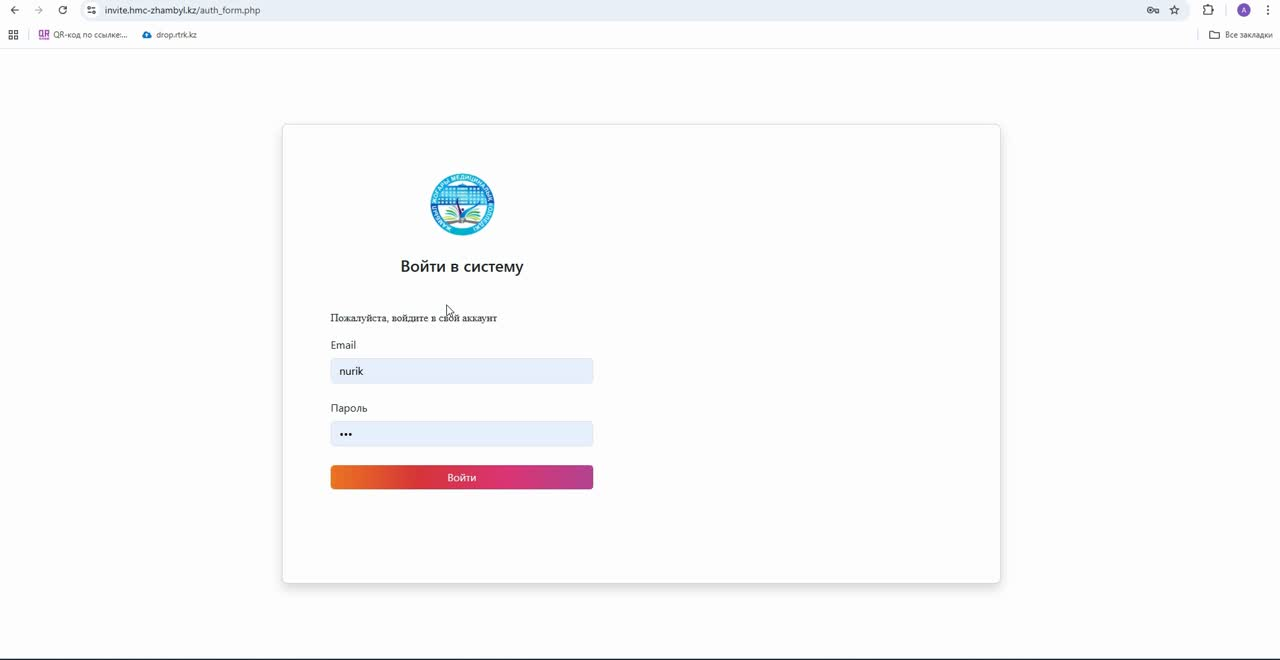 invite.hmc-zhambyl.kz/auth_form.php
A
QR-код по ссылке:...
drop.rtrk.kz
Все закладки
Войти в систему
Пожалуйста, войдите в свой аккаунт
Email
nurik
Пароль
•••
Войти